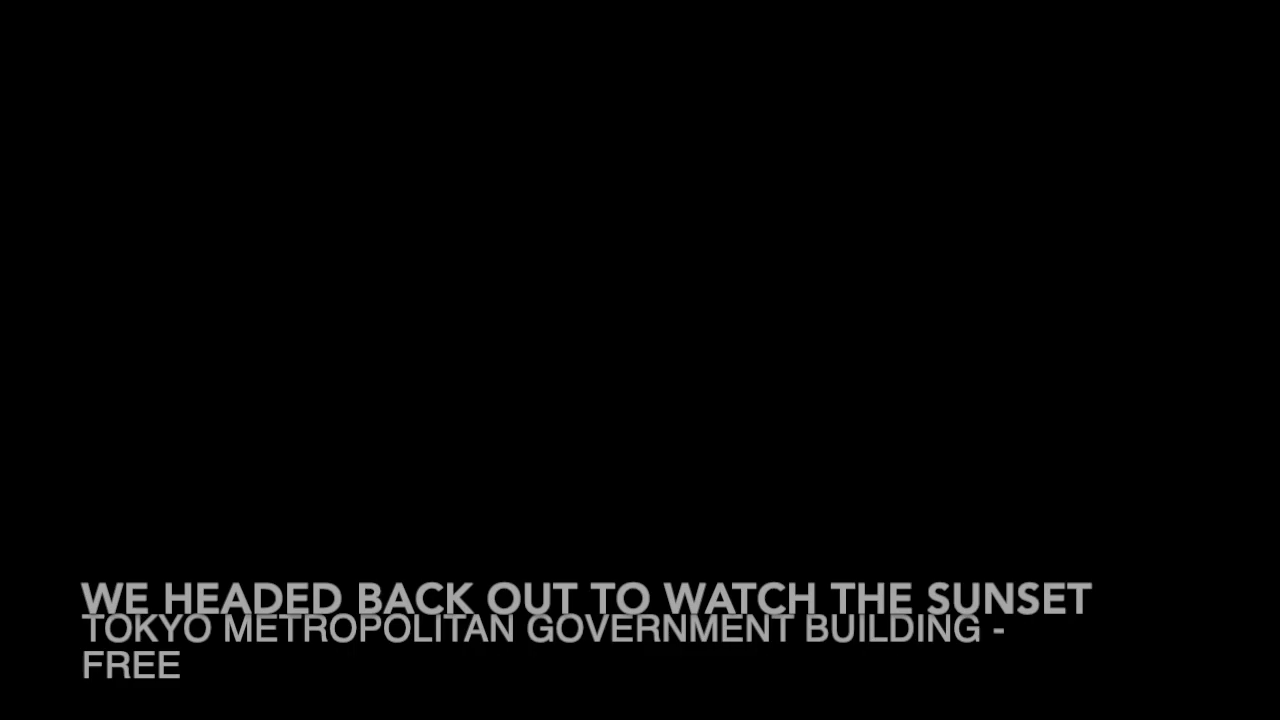 WE HEADED BACK OUT TO WATCH THE SUNSET
TOKYO METROPOLITAN GOVERNMENT BUILDING -
FREE